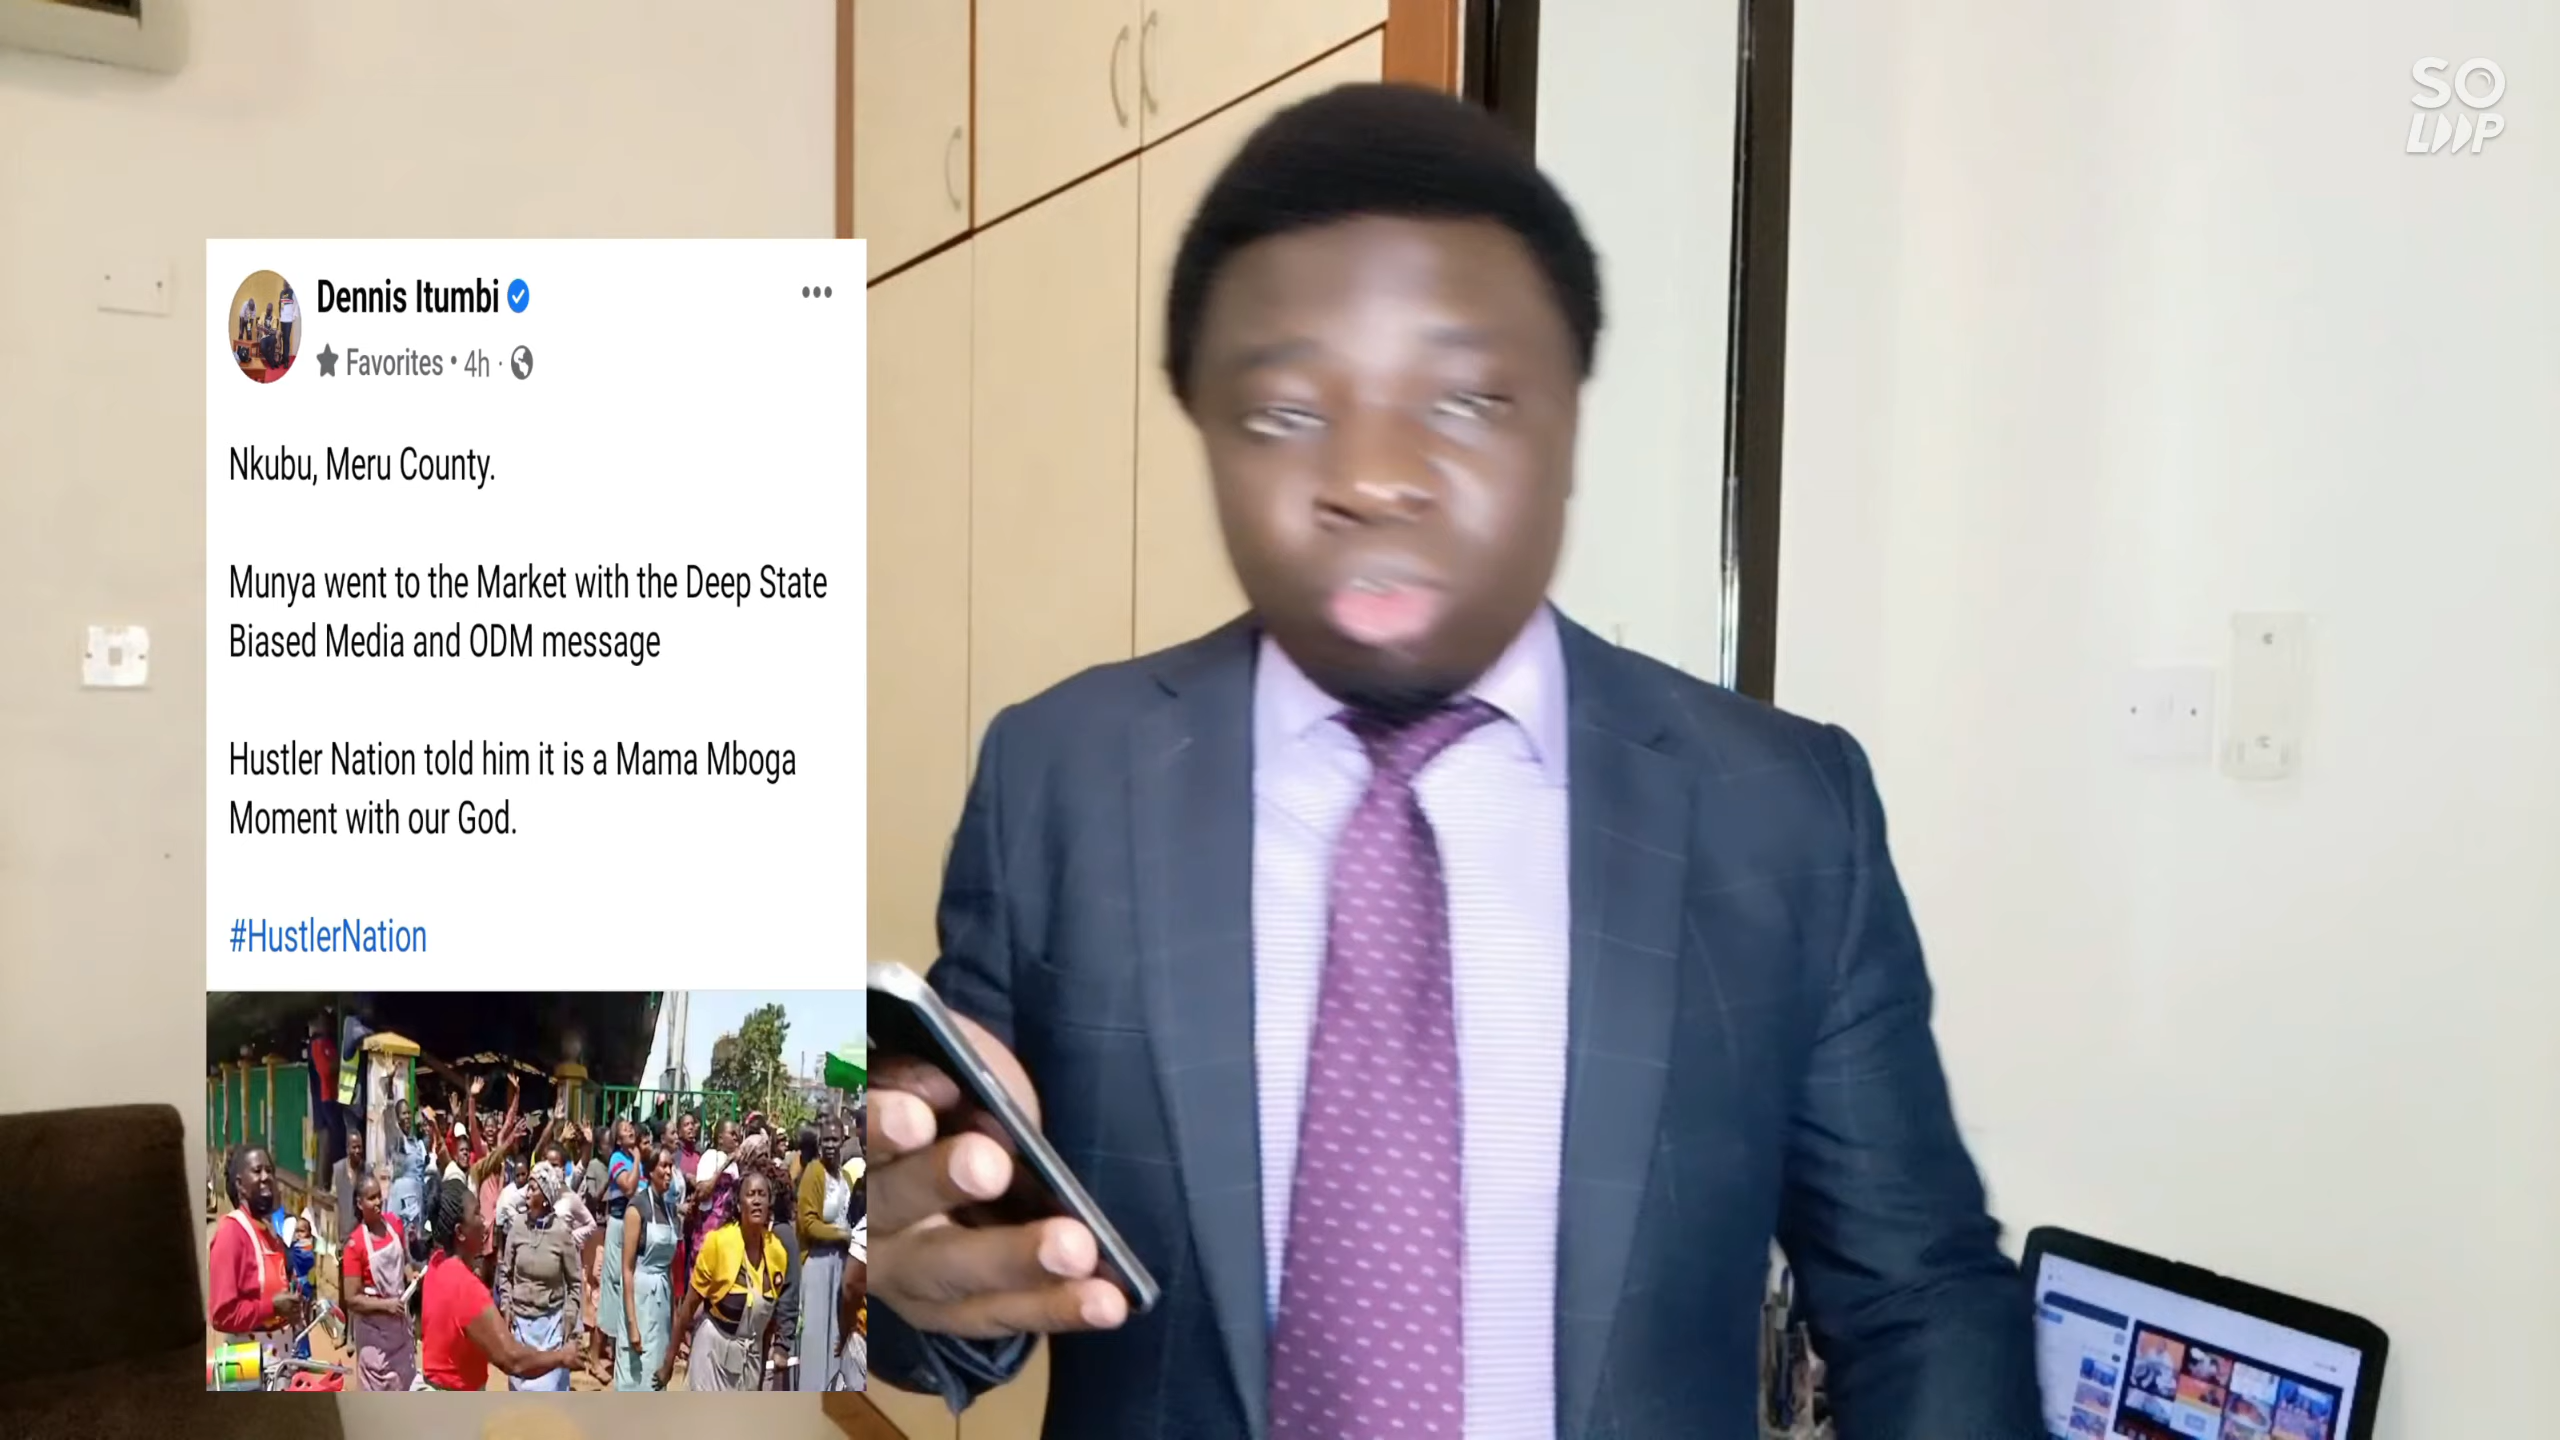 SO
LOOP
Dennis Itumbi
Favorites • 4h ·
Nkubu, Meru County.
Munya went to the Market with the Deep State
Biased Media and ODM message
Hustler Nation told him it is a Mama Mboga
Moment with our God.
#HustlerNation